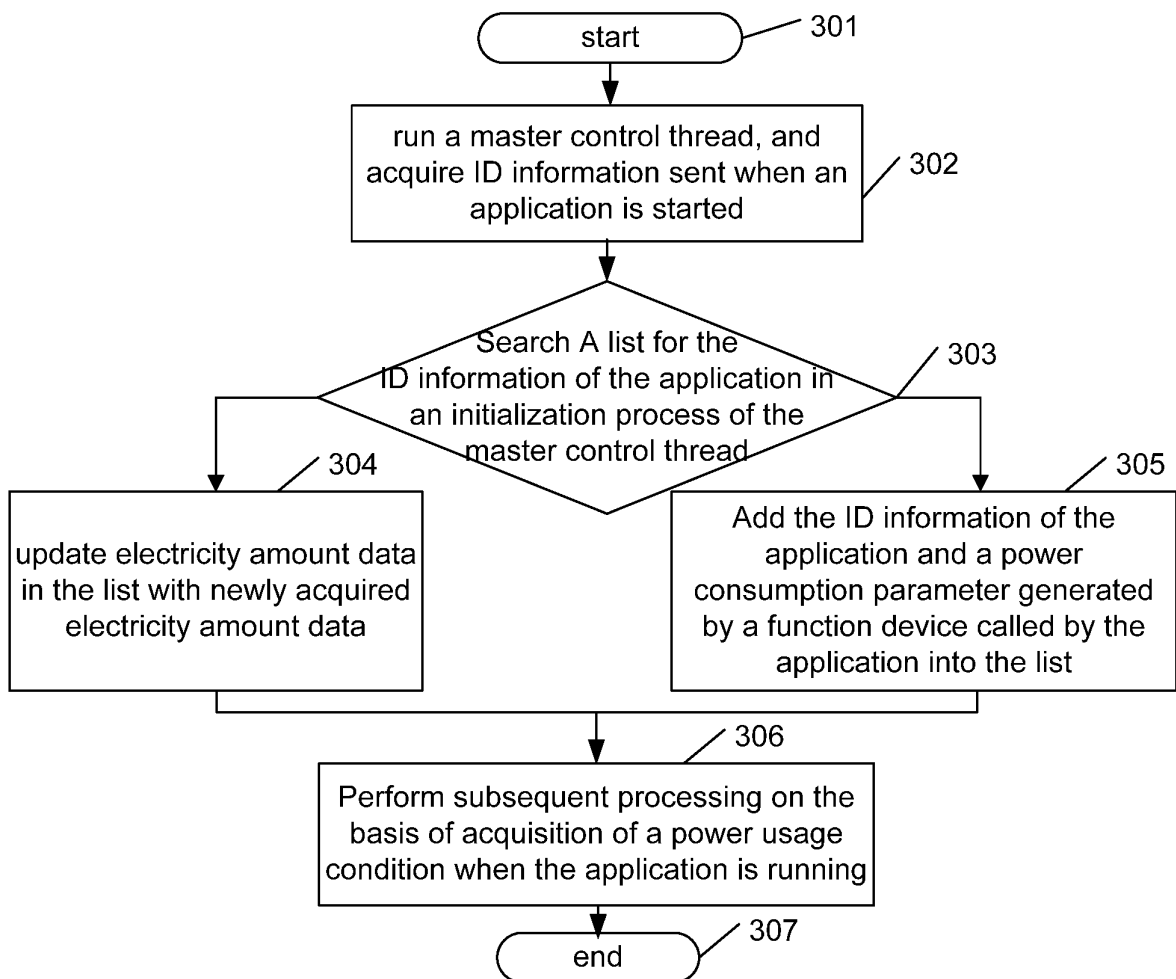 start
301
run a master control thread, and
acquire ID information sent when an
application is started
302
Search A list for the
ID information of the application in
an initialization process of the
master control thread
303
304
update electricity amount data
in the list with newly acquired
electricity amount data
305
Add the ID information of the
application and a power
consumption parameter generated
by a function device called by the
application into the list
306
Perform subsequent processing on the
basis of acquisition of a power usage
condition when the application is running
end
307